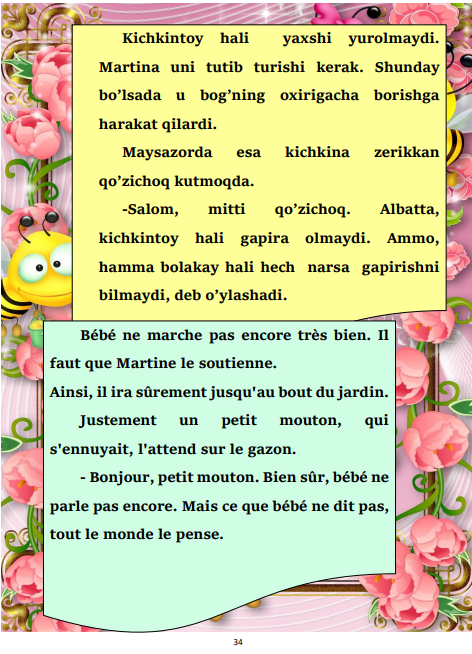 Kichkintoy hali yaxshi yurolmaydi.
Martina uni tutib turishi kerak. Shunday
bo’lsada u bog’ning oxirigacha borishga
harakat qilardi.
Maysazorda esa kichkina zerikkan
qo’zichoq kutmoqda.
-Salom, mitti qo’zichoq. Albatta,
kichkintoy hali gapira olmaydi. Ammo,
hamma bolakay hali hech narsa gapirishni
bilmaydi, deb o’ylashadi.
Bébé ne marche pas encore très bien. Il
faut que Martine le soutienne.
Ainsi, il ira sûrement jusqu'au bout du jardin.
Justement un petit mouton, qui
s'ennuyait, l'attend sur le gazon.
- Bonjour, petit mouton. Bien sûr, bébé ne
parle pas encore. Mais ce que bébé ne dit pas,
tout le monde le pense.
34